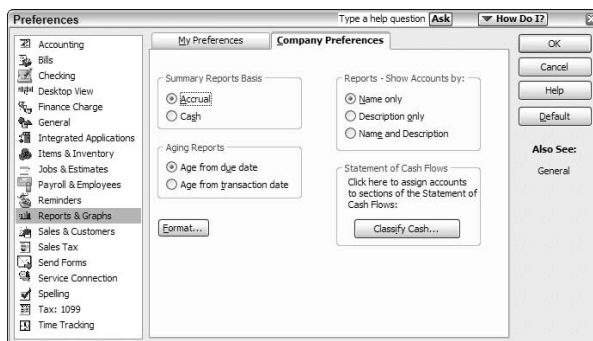 Preferences
Type a help question Ask
How Do I?
Accounting
Bills
Checking
Desktop View
Finance Charge
General
Integrated Applications
Items & Inventory
Jobs & Estimates
Payroll & Employees
Reminders
Reports & Graphs
Sales & Customers
Sales Tax
Send Forms
Service Connection
Spelling
Tax: 1099
Time Tracking
My Preferences
Company Preferences
Summary Reports Basis
Accrual
Cash
Aging Reports
Age from due date
Age from transaction date
Format...
Reports - Show Accounts by:
Name only
Description only
Name and Description
Statement of Cash Flows
Click here to assign accounts
to sections of the Statement of
Cash Flows:
Classify Cash...
OK
Cancel
Help
Default
Also See:
General